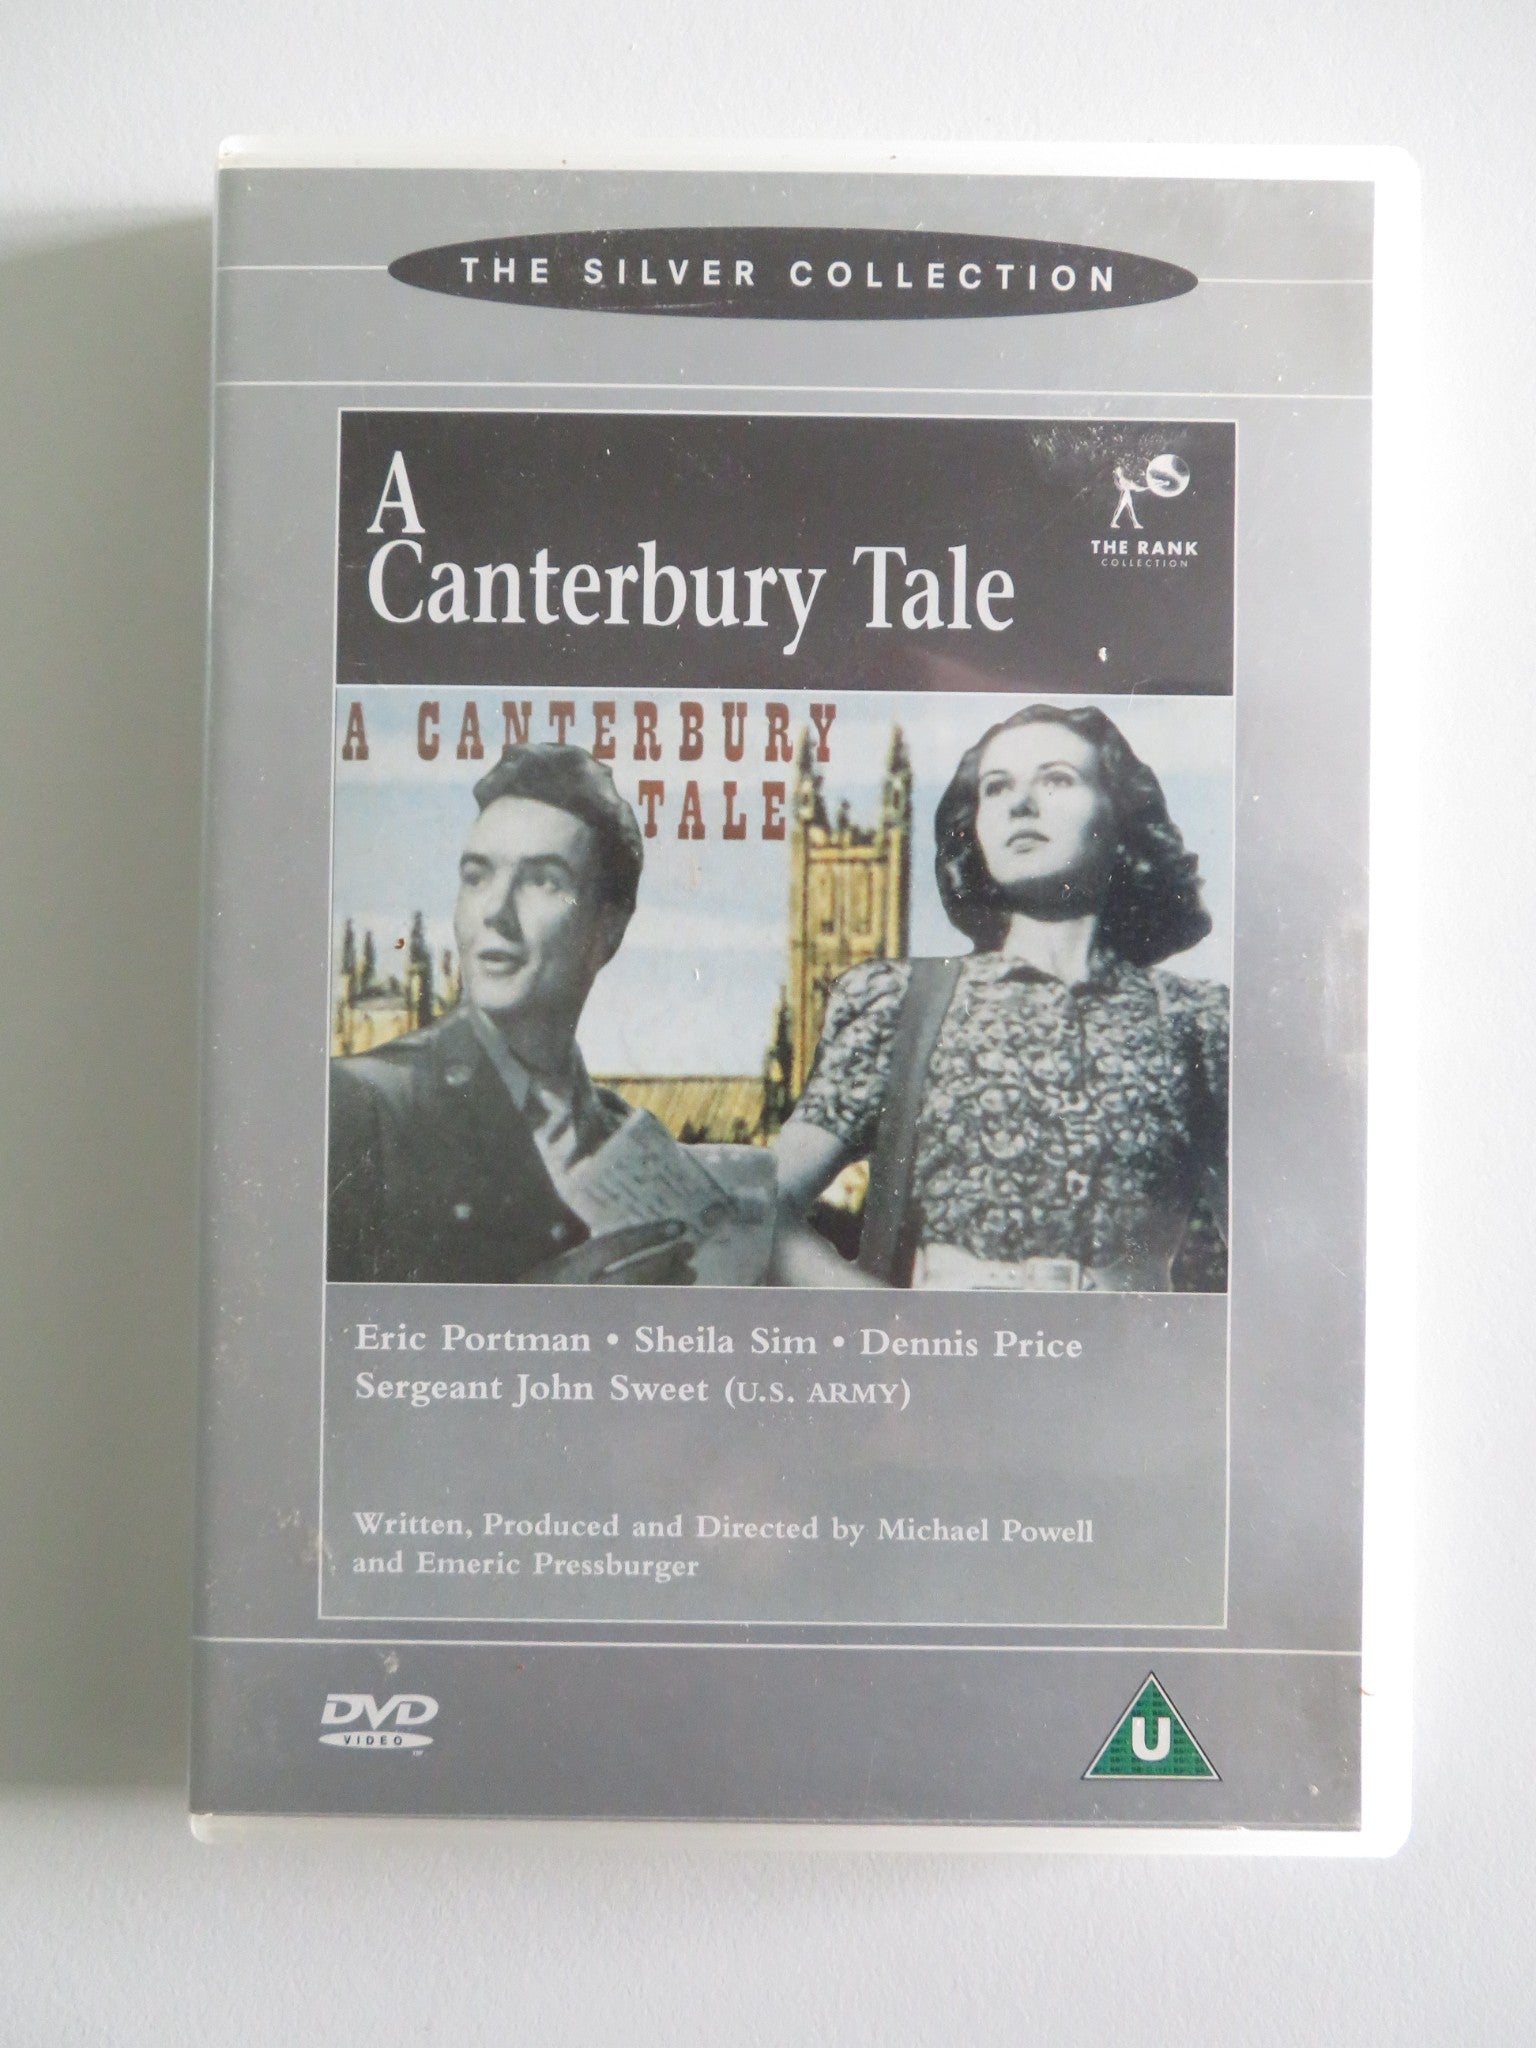 THE SILVER COLLECTION
A
Canterbury Tale
THE RANK
COLLECTION
A CANTERBURY
TALE
Eric Portman • Sheila Sim • Dennis Price
Sergeant John Sweet (U.S. ARMY)
Written, Produced and Directed by Michael Powell
and Emeric Pressburger
DVD
VIDEO
U